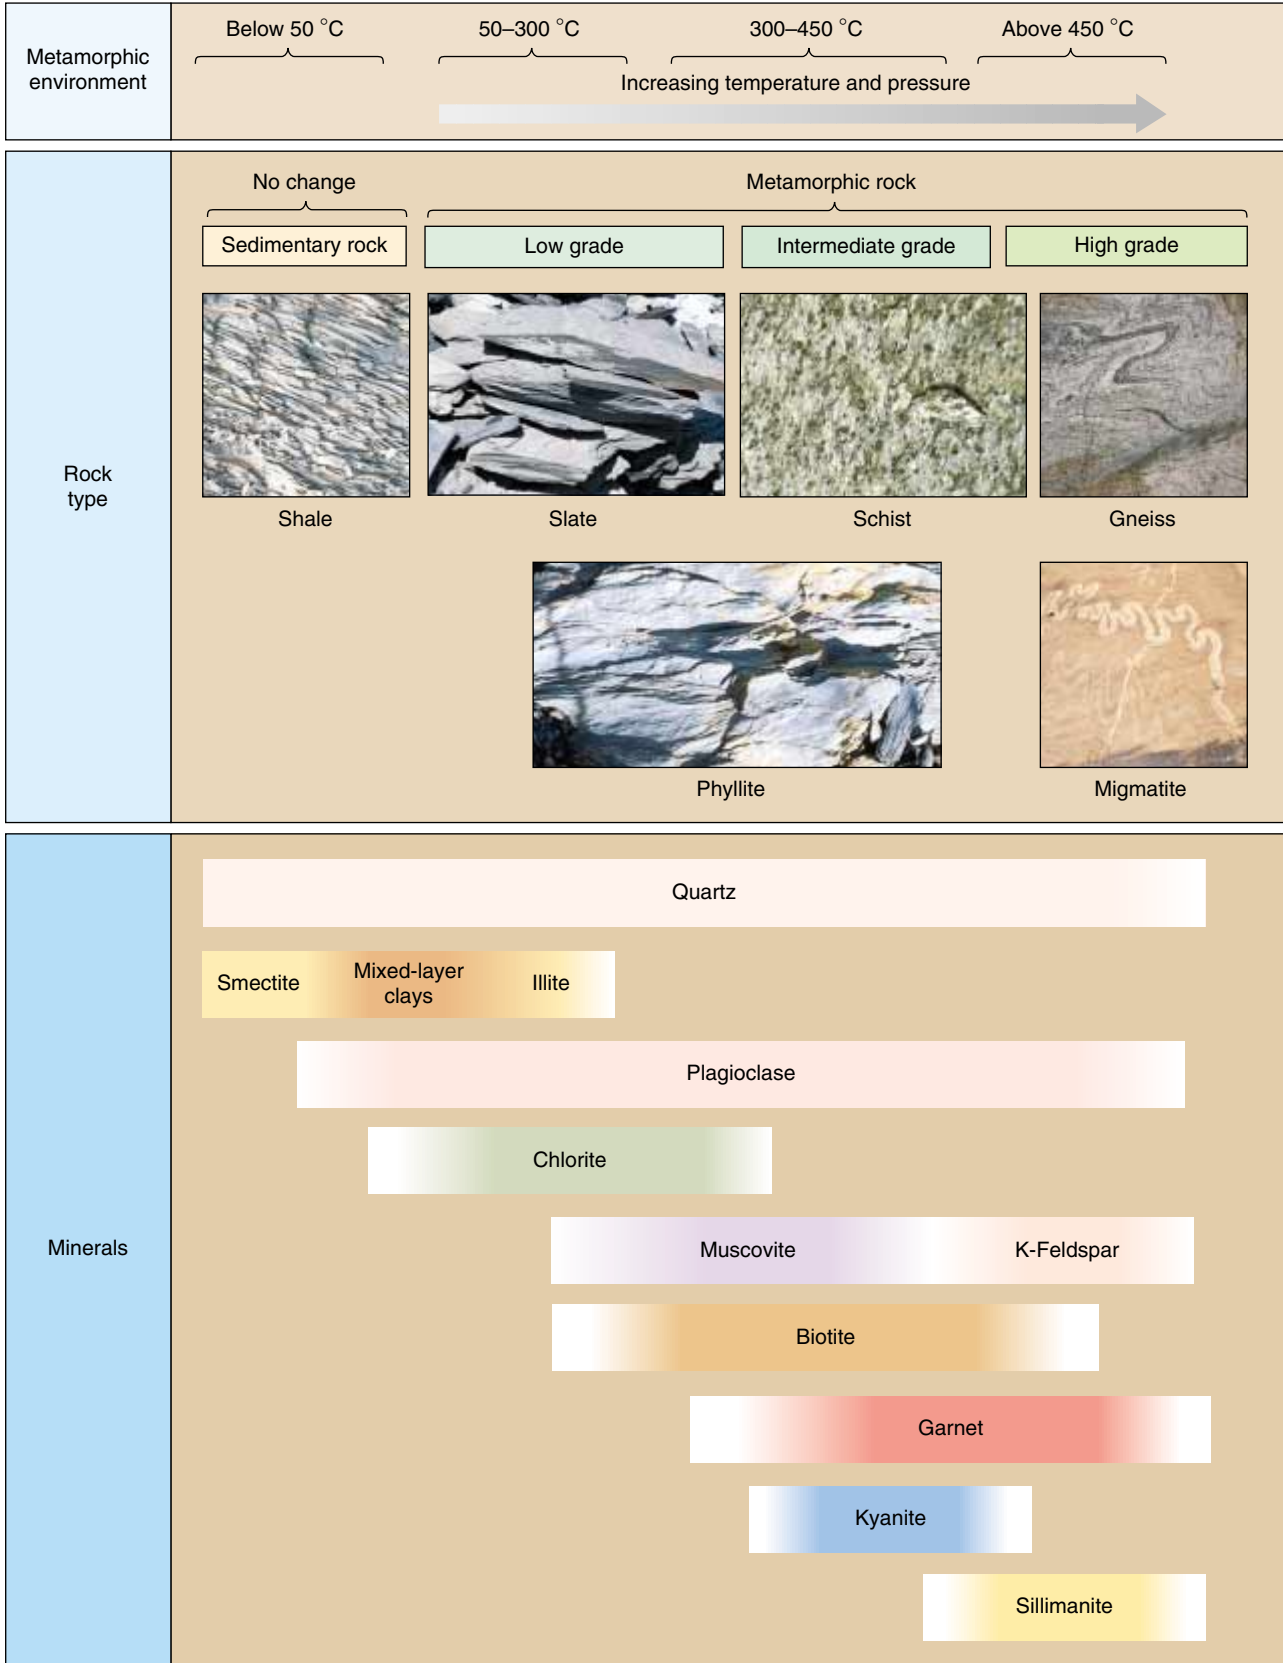 Metamorphic
environment
Below 50 °C
50–300 °C
300–450 °C
Above 450 °C
Increasing temperature and pressure
Rock
type
No change
Metamorphic rock
Sedimentary rock
Low grade
Intermediate grade
High grade
Shale
Slate
Schist
Gneiss
Phyllite
Migmatite
Minerals
Quartz
Smectite
Mixed-layer
clays
Illite
Plagioclase
Chlorite
Muscovite
K-Feldspar
Biotite
Garnet
Kyanite
Sillimanite